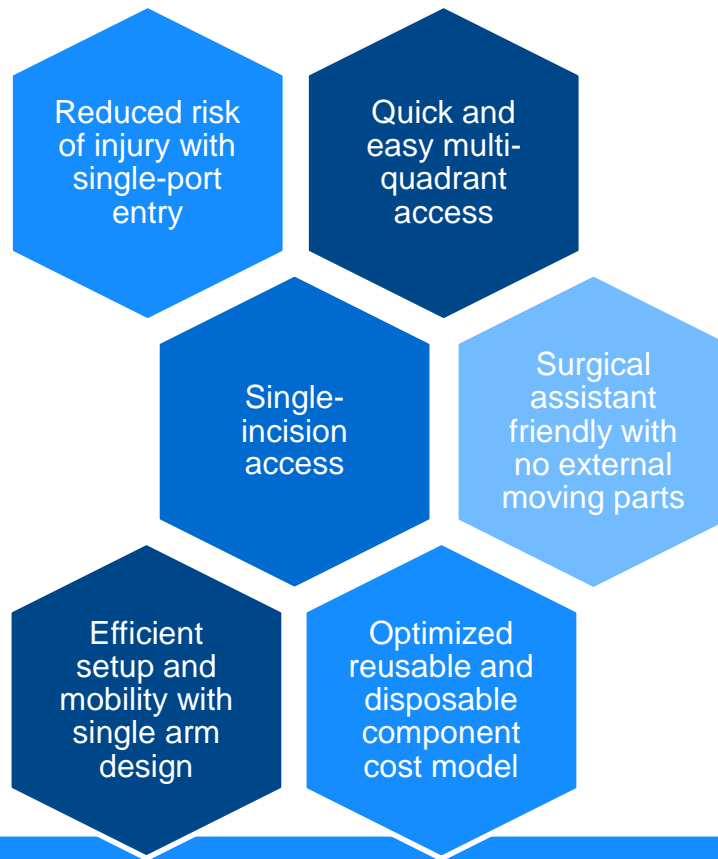 Reduced risk
of injury with
single-port
entry
Quick and
easy multi-
quadrant
access
Single-
incision
access
Surgical
assistant
friendly with
no external
moving parts
Efficient
setup and
mobility with
single arm
design
Optimized
reusable and
disposable
component
cost model